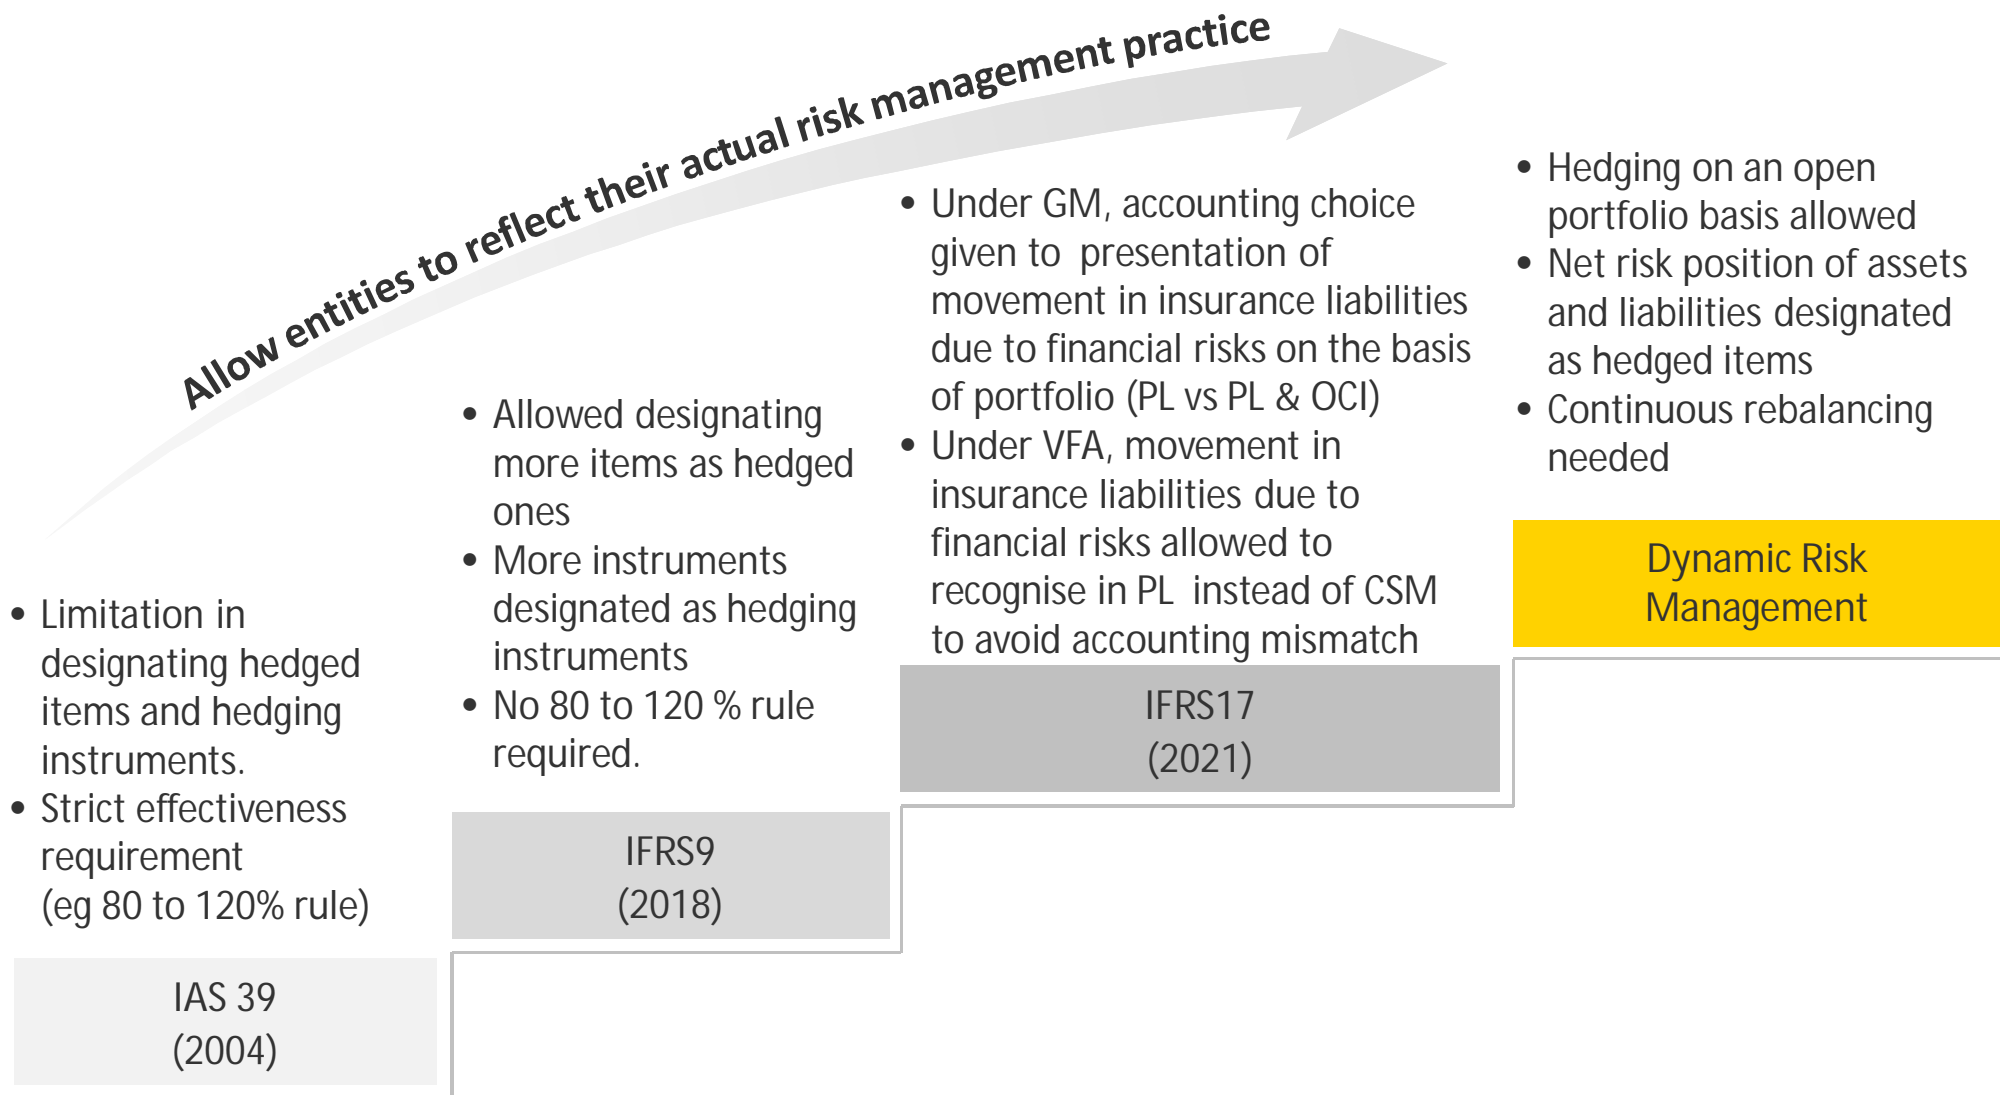 Allow entities to reflect their actual risk management practice
• Limitation in
designating hedged
items and hedging
instruments.
• Strict effectiveness
requirement
(eg 80 to 120% rule)
IAS 39
(2004)
• Allowed designating
more items as hedged
ones
• More instruments
designated as hedging
instruments
• No 80 to 120 % rule
required.
IFRS9
(2018)
• Under GM, accounting choice
given to presentation of
movement in insurance liabilities
due to financial risks on the basis
of portfolio (PL vs PL & OCI)
• Under VFA, movement in
insurance liabilities due to
financial risks allowed to
recognise in PL instead of CSM
to avoid accounting mismatch
IFRS17
(2021)
• Hedging on an open
portfolio basis allowed
• Net risk position of assets
and liabilities designated
as hedged items
• Continuous rebalancing
needed
Dynamic Risk
Management